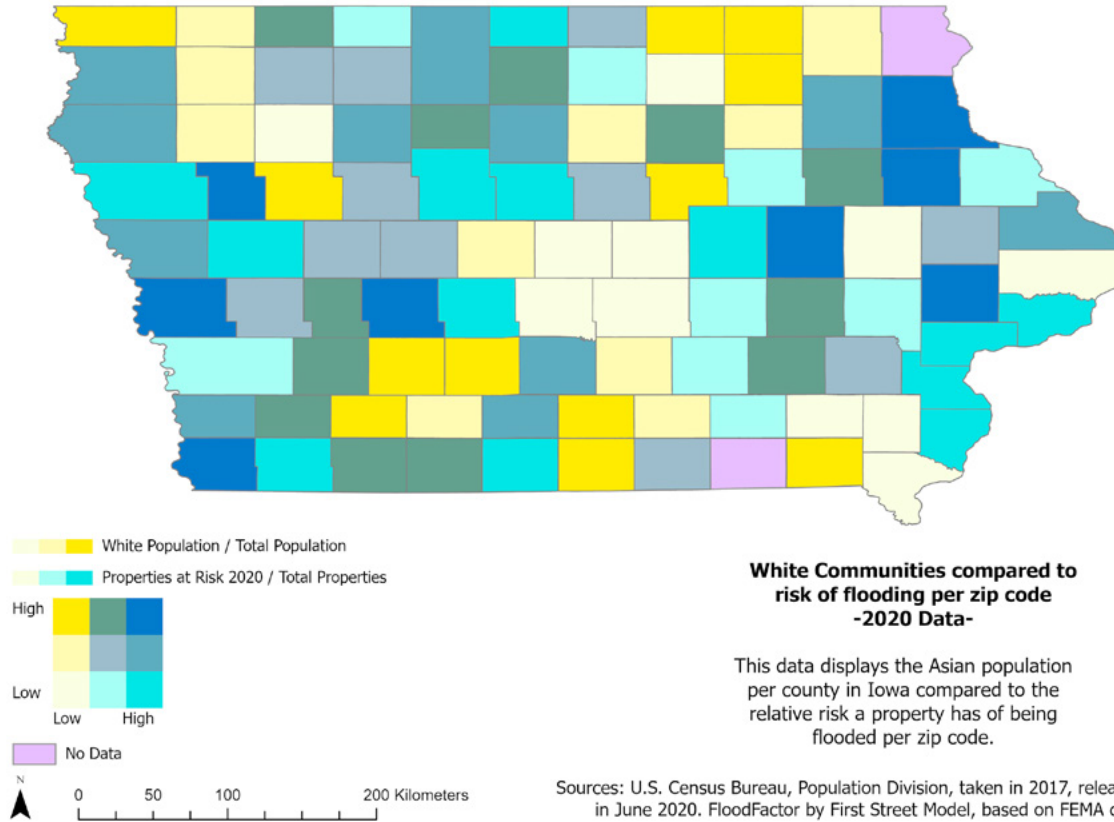 White Population / Total Population
Properties at Risk 2020 / Total Properties
High
Low
Low High
No Data
N
0 50 100 200 Kilometers
White Communities compared to
risk of flooding per zip code
-2020 Data-
This data displays the Asian population
per county in Iowa compared to the
relative risk a property has of being
flooded per zip code.
Sources: U.S. Census Bureau, Population Division, taken in 2017,
in June 2020. FloodFactor by First Street Model, based on FEMA